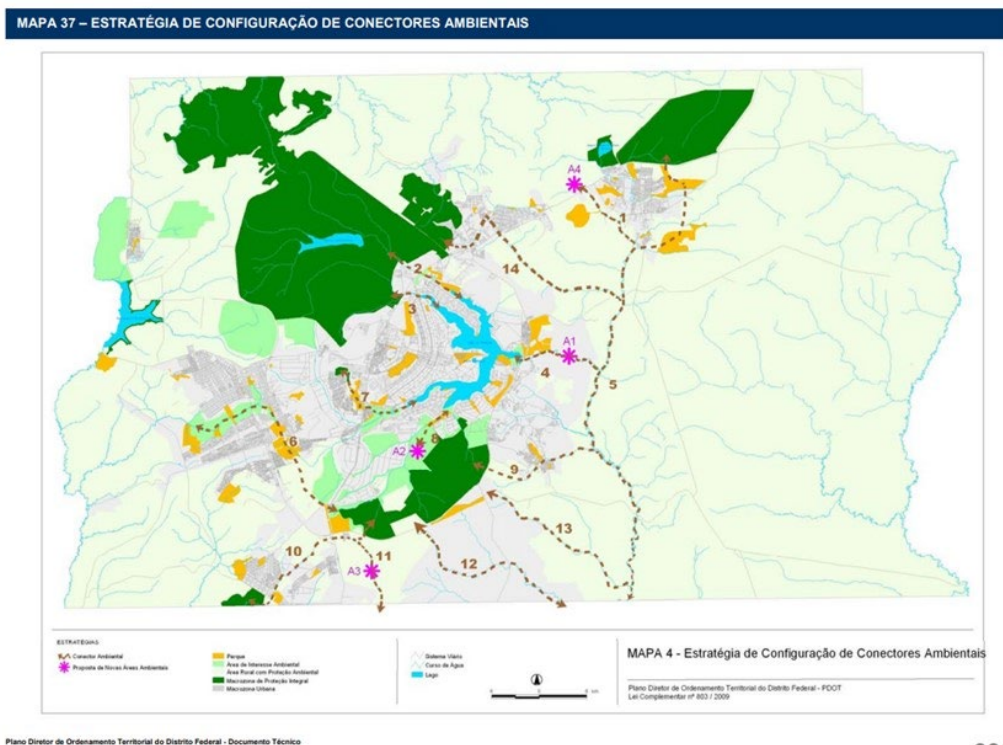 MAPA 37 – ESTRATÉGIA DE CONFIGURAÇÃO DE CONECTORES AMBIENTAIS
A4
1
2
14
3
A1
4
5
7
6
8
A2
9
13
10
11
12
A3
ESTRATÉGIAS:
Conector Ambiental
Proposta de Novas Áreas Ambientais
Parque
Área de Interesse Ambiental
Área Rural com Proteção Ambiental
Macrozona de Proteção Integral
Macrozona Urbana
Sistema Viário
Curso de Água
Lago
km
MAPA 4 - Estratégia de Configuração de Conectores Ambientais
Plano Diretor de Ordenamento Territorial do Distrito Federal - PDOT
Lei Complementar nº 803 / 2009
Plano Diretor de Ordenamento Territorial do Distrito Federal - Documento Técnico